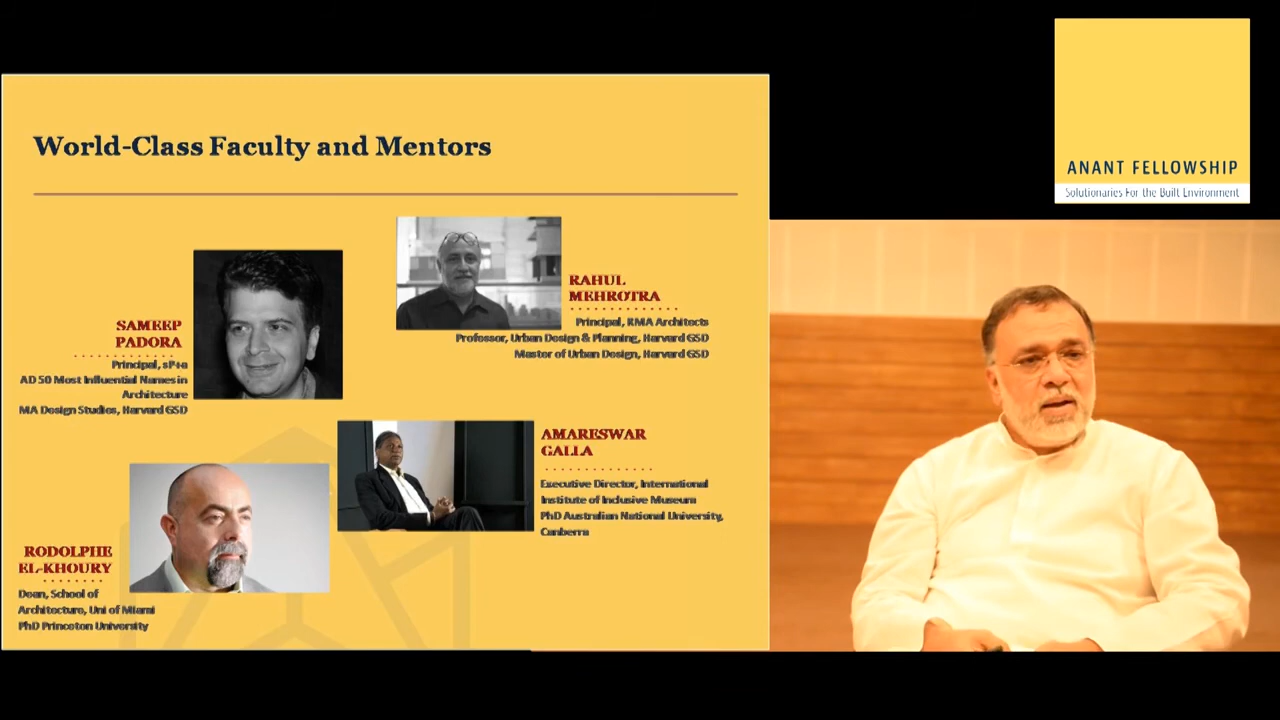 World-Class Faculty and Mentors
SAMEEP
PADORA
Principal, sP+a
AD 50 Most Influential Names in
Architecture
MA Design Studies, Harvard GSD
RAHUL
MEHROTRA
Principal, RMA Architects
Professor, Urban Design & Planning, Harvard GSD
Master of Urban Design, Harvard GSD
AMARESWAR
GALLA
Executive Director, International
Institute of Inclusive Museum
PhD Australian National University,
Canberra
RODOLPHE
EL-KHOURY
Dean, School of
Architecture, Uni of Miami
PhD Princeton University
ANANT FELLOWSHIP
Solutionaries For the Built Environment